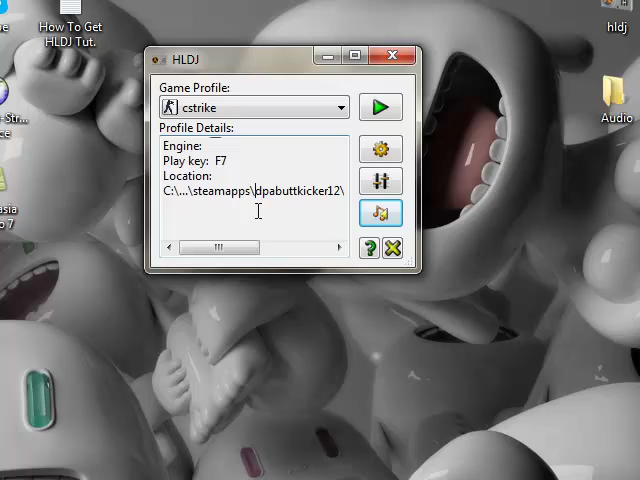 How To Get
HLDJ Tut.
hldj
HLDJ
Game Profile:
cstrike
Audio
Profile Details:
Engine:
Play key: F7
Location:
C:\...\steamapps\dpabuttkicker12\